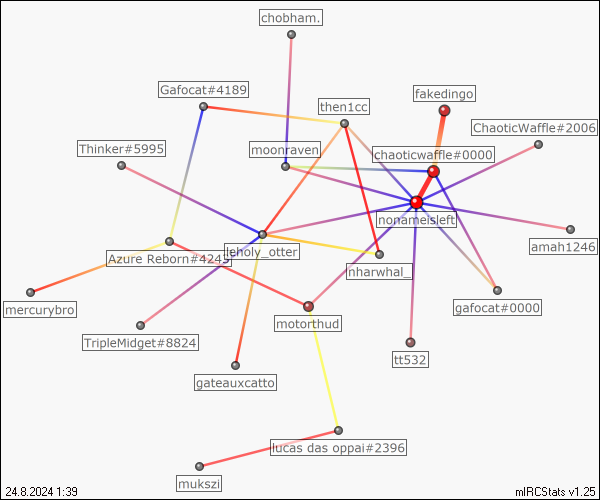 chobham.
Gafocat#4189
fakedingo
then1cc
ChaoticWaffle#2006
Thinker#5995
moonraven
chaoticwaffle#0000
nonameisleft
leholy_otter
amah1246
Azure Reborn#4245
nharwhal_
mercurybro
gafocat#0000
motorthud
TripleMidget#8824
tt532
gateauxcatto
lucas das oppai#2396
mukszi
24.8.2024 1:39
mIRCStats v1.25